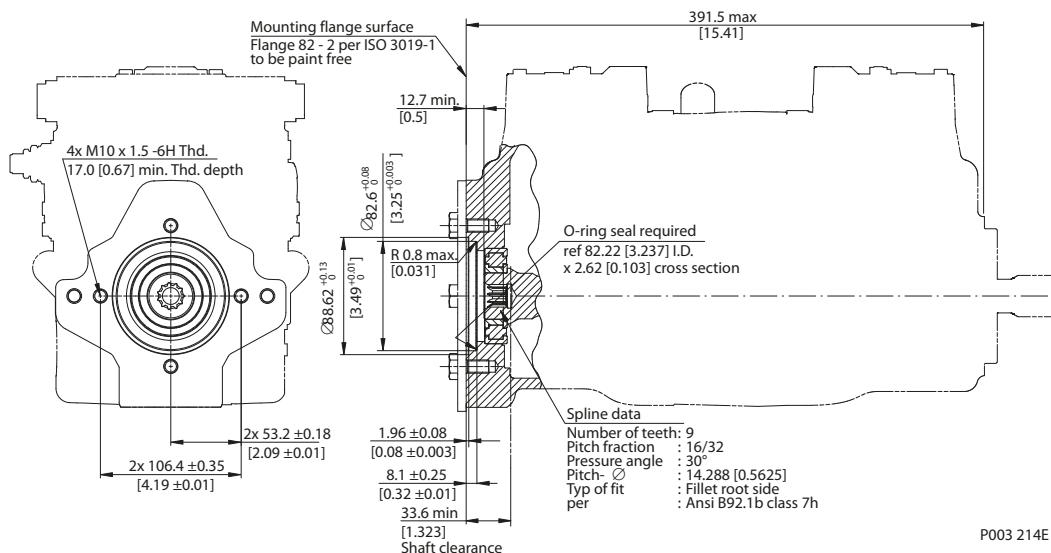 Mounting flange surface
Flange 82 - 2 per ISO 3019-1
to be paint free
391.5 max
[15.41]
12.7 min.
[0.5]
4x M10 x 1.5 -6H Thd.
17.0 [0.67] min. Thd. depth
Ø82.6 +0.08 0
[3.25 +0.003 0]
O-ring seal required
ref 82.22 [3.237] I.D.
x 2.62 [0.103] cross section
R 0.8 max.
[0.031]
Ø88.62 +0.13 0
[3.49 +0.01 0]
2x 53.2 ±0.18
[2.09 ±0.01]
2x 106.4 ±0.35
[4.19 ±0.01]
1.96 ±0.08
[0.08 ±0.003]
8.1 ±0.25
[0.32 ±0.01]
33.6 min
[1.323]
Shaft clearance
Spline data
Number of teeth: 9
Pitch fraction : 16/32
Pressure angle : 30°
Pitch- Ø : 14.288 [0.5625]
Typ of fit : Fillet root side
per : Ansi B92.1b class 7h
P003 214E